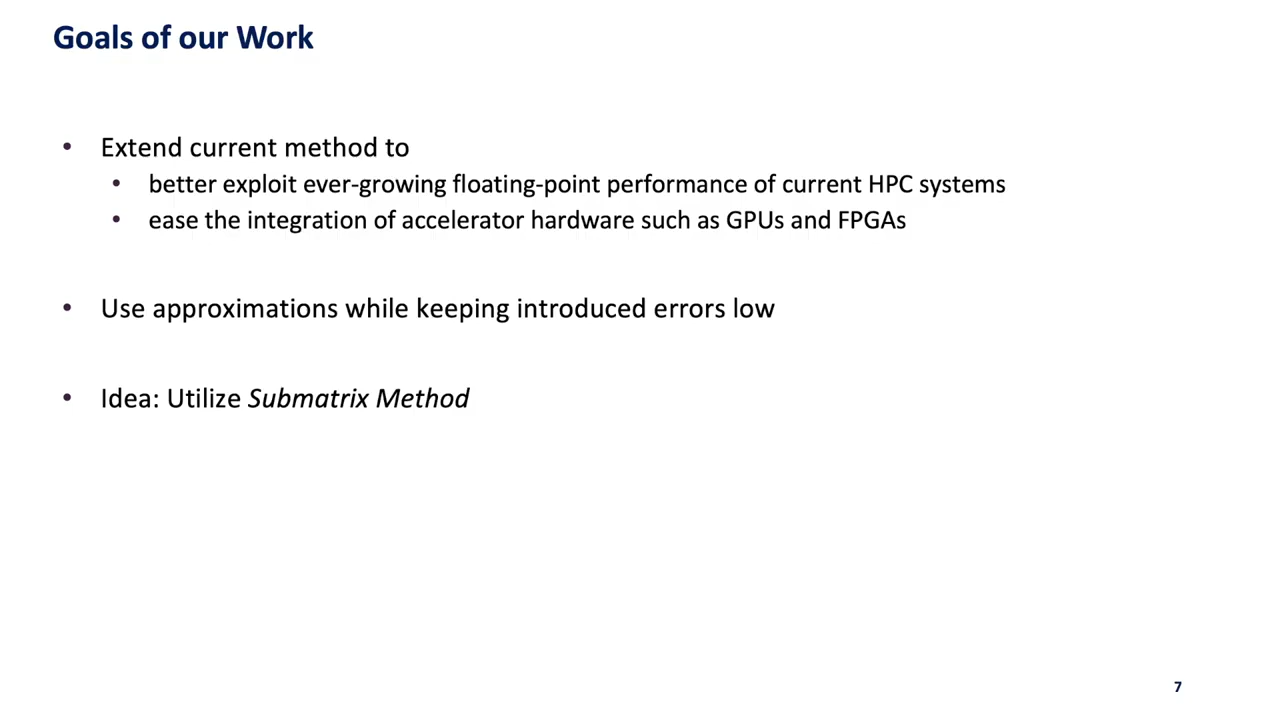 Goals of our Work
• Extend current method to
• better exploit ever-growing floating-point performance of current HPC systems
• ease the integration of accelerator hardware such as GPUs and FPGAs
• Use approximations while keeping introduced errors low
• Idea: Utilize Submatrix Method
7